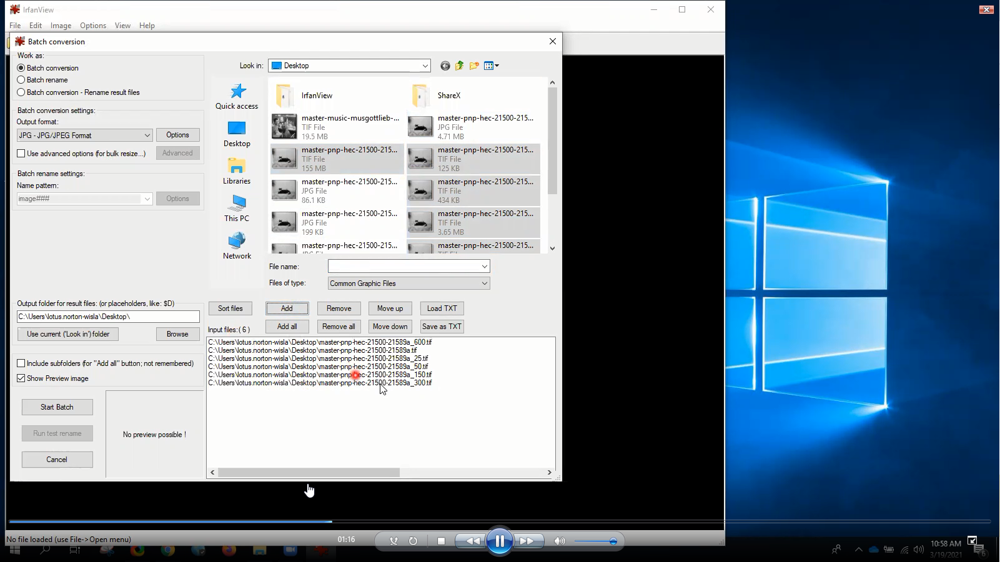 IrfanView
File Edit Image Options View Help
Batch conversion
Work as:
Batch conversion
Batch rename
Batch conversion - Rename result files
Batch conversion settings:
Output format:
JPG - JPG/JPEG Format
Options
Use advanced options (for bulk resize...)
Advanced
Batch rename settings:
Name pattern:
image###
Options
Output folder for result files: (or placeholders, like: $D)
C:\Users\lotus.norton-wisla\Desktop\
Use current ('Look in') folder
Browse
Include subfolders (for "Add all" button; not remembered)
Show Preview image
Start Batch
Run test rename
Cancel
No preview possible !
Look in:
Desktop
Quick access
Desktop
Libraries
This PC
Network
IrfanView
ShareX
master-music-musgottlieb-...
TIF File
19.5 MB
master-pnp-hec-21500-215...
JPG File
4.71 MB
master-pnp-hec-21500-215...
TIF File
155 MB
master-pnp-hec-21500-215...
TIF File
125 KB
master-pnp-hec-21500-215...
JPG File
86.1 KB
master-pnp-hec-21500-215...
TIF File
434 KB
master-pnp-hec-21500-215...
JPG File
199 KB
master-pnp-hec-21500-215...
TIF File
3.65 MB
master-pnp-hec-21500-215...
master-pnp-hec-21500-215...
File name:
Files of type:
Common Graphic Files
Sort files
Add
Remove
Move up
Load TXT
Input files: ( 6 )
Add all
Remove all
Move down
Save as TXT
C:\Users\lotus.norton-wisla\Desktop\master-pnp-hec-21500-21589a_600.tif
C:\Users\lotus.norton-wisla\Desktop\master-pnp-hec-21500-21589a.tif
C:\Users\lotus.norton-wisla\Desktop\master-pnp-hec-21500-21589a_25.tif
C:\Users\lotus.norton-wisla\Desktop\master-pnp-hec-21500-21589a_50.tif
C:\Users\lotus.norton-wisla\Desktop\master-pnp-hec-21500-21589a_150.tif
C:\Users\lotus.norton-wisla\Desktop\master-pnp-hec-21500-21589a_300.tif
No file loaded (use File->Open menu)
01:16
10:58 AM
3/19/2021
6